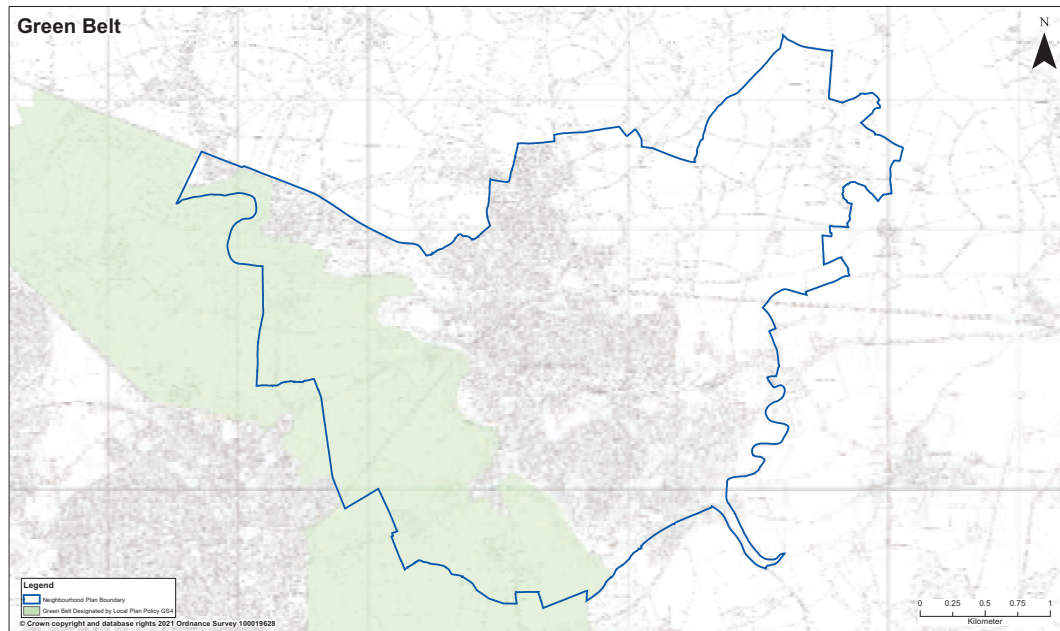 Green Belt
N
Legend
Neighbourhood Plan Boundary
Green Belt Designated by Local Plan Policy GS4
© Crown copyright and database rights 2021 Ordnance Survey 100019628
0 0.25 0.5 0.75 1
Kilometer